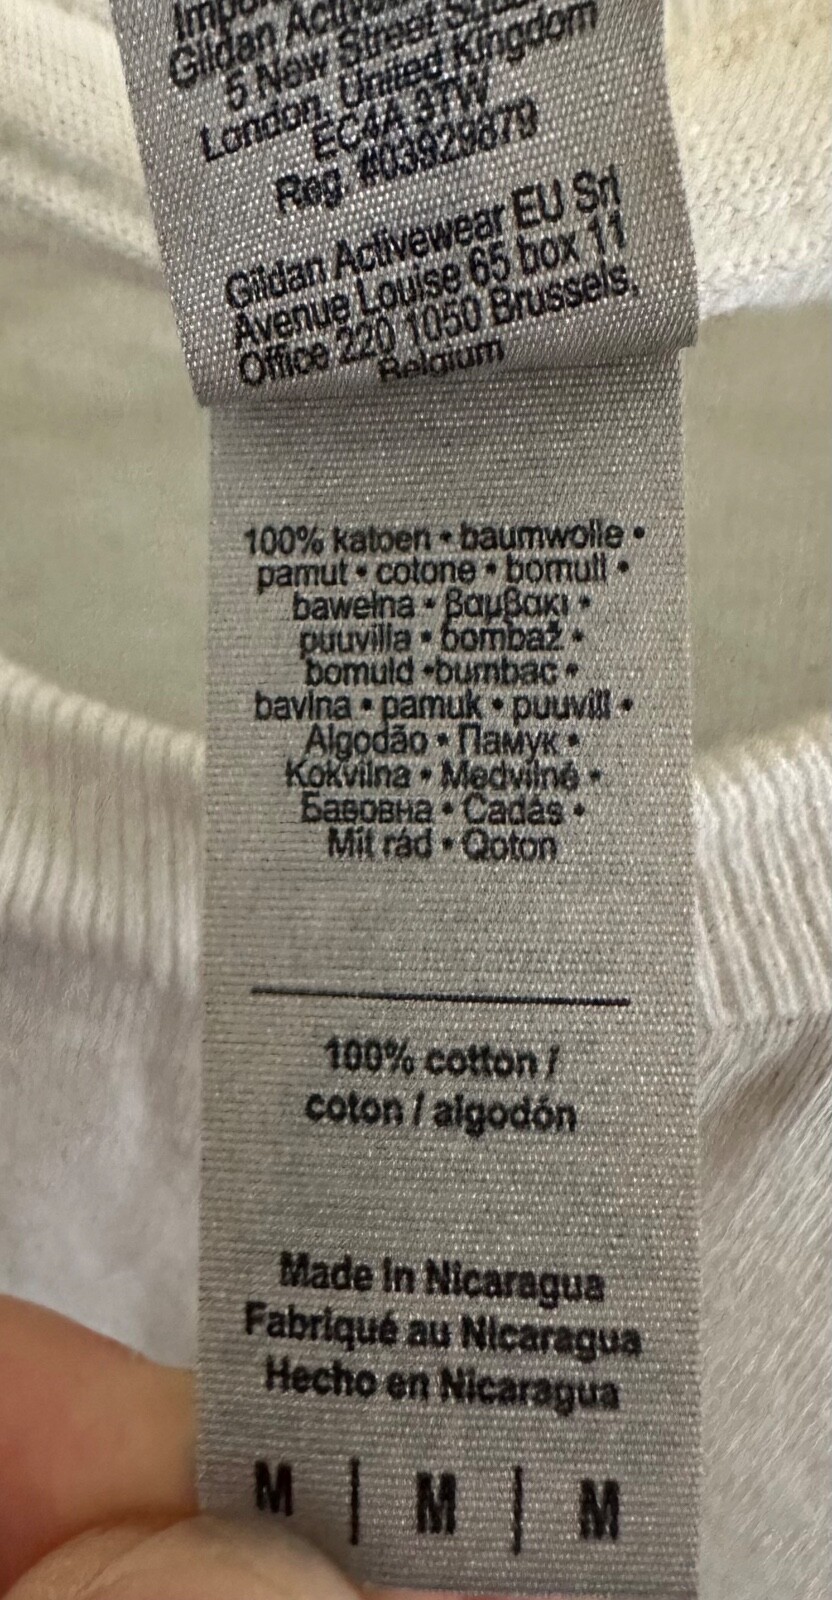 Gildan
5 New Street
London, United Kingdom
EC4A 3TW
Reg. #03929879
Gildan Activewear EU Srl
Avenue Louise 65 box 11
Office 220 1050 Brussels,
Belgium
100% katoen • baumwolle •
pamut • cotone • bomull •
bawełna • βαμβακι •
puuvilla • bombaž •
bomuld •bumbac •
bavlna • pamuk • puuvill •
Algodão • Памук •
Kokvilna • Medvilnė •
Бавовна • Cadás •
Mit rád • Qoton
100% cotton /
coton / algodón
Made in Nicaragua
Fabriqué au Nicaragua
Hecho en Nicaragua
M | M | M